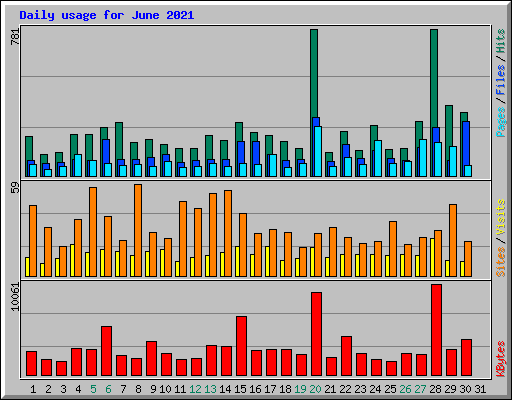 Daily usage for June 2021
781
Pages / Files / Hits
59
Sites / Visits
10061
KBytes
1 2 3 4 5 6 7 8 9 10 11 12 13 14 15 16 17 18 19 20 21 22 23 24 25 26 27 28 29 30 31